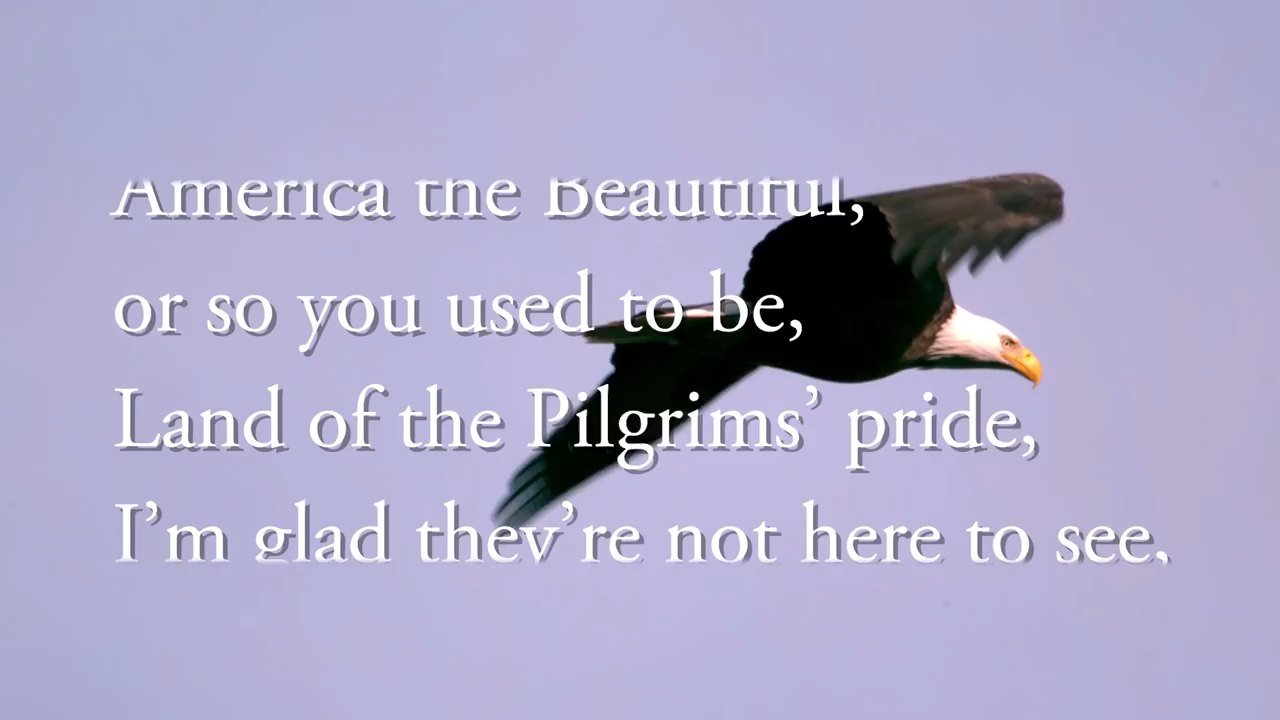 America the Beautiful,
or so you used to be,
Land of the Pilgrims’ pride,
I’m glad they’re not here to see,